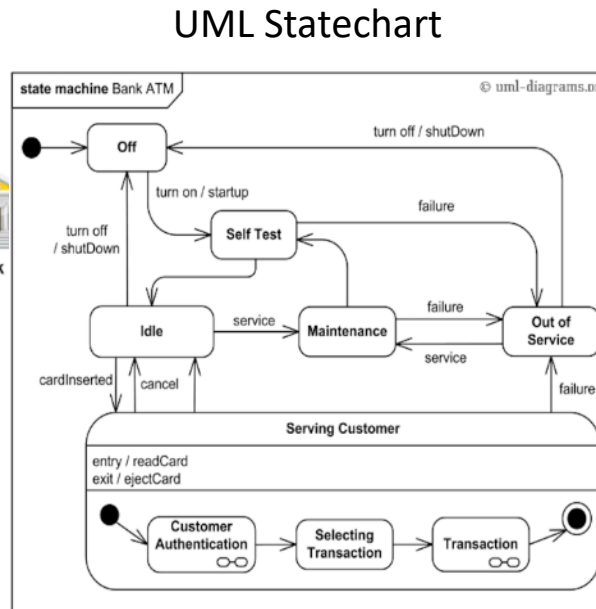 UML Statechart
state machine Bank ATM
© uml-diagrams.o
turn off / shutDown
Off
turn on / startup
failure
turn off
/ shutDown
Self Test
Idle
service
Maintenance
failure
service
Out of
Service
cardInserted
cancel
failure
Serving Customer
entry / readCard
exit / ejectCard
Customer
Authentication
Selecting
Transaction
Transaction